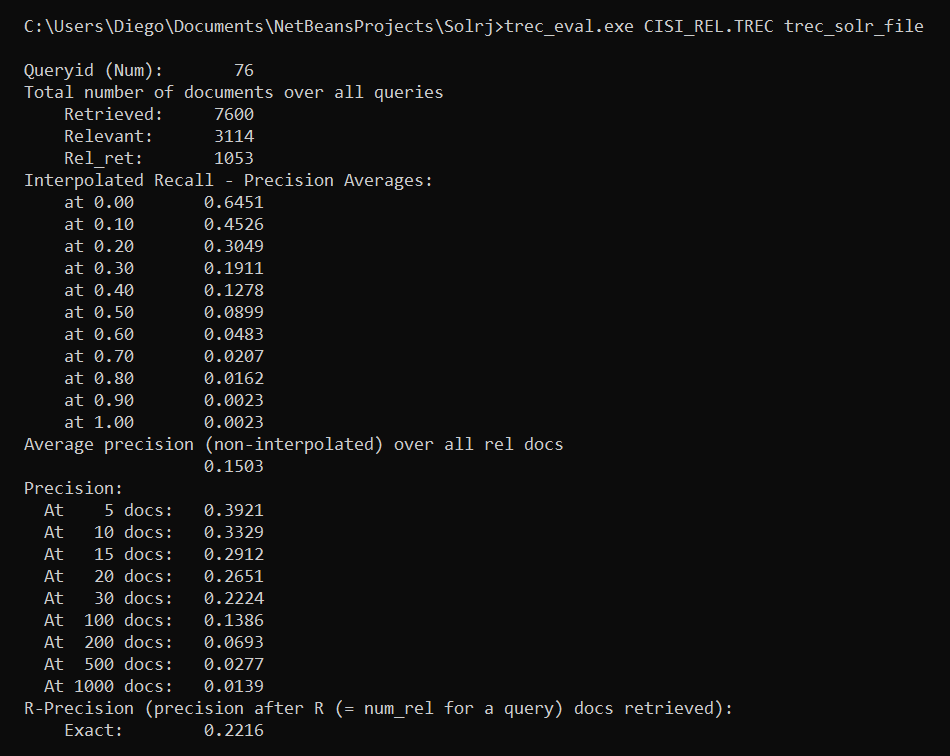 C:\Users\Diego\Documents\NetBeansProjects\Solrj>trec_eval.exe CISI_REL.TREC trec_solr_file
Queryid (Num):       76
Total number of documents over all queries
    Retrieved:     7600
    Relevant:      3114
    Rel_ret:       1053
Interpolated Recall - Precision Averages:
    at 0.00       0.6451
    at 0.10       0.4526
    at 0.20       0.3049
    at 0.30       0.1911
    at 0.40       0.1278
    at 0.50       0.0899
    at 0.60       0.0483
    at 0.70       0.0207
    at 0.80       0.0162
    at 0.90       0.0023
    at 1.00       0.0023
Average precision (non-interpolated) over all rel docs
                  0.1503
Precision:
  At    5 docs:   0.3921
  At   10 docs:   0.3329
  At   15 docs:   0.2912
  At   20 docs:   0.2651
  At   30 docs:   0.2224
  At  100 docs:   0.1386
  At  200 docs:   0.0693
  At  500 docs:   0.0277
  At 1000 docs:   0.0139
R-Precision (precision after R (= num_rel for a query) docs retrieved):
    Exact:        0.2216